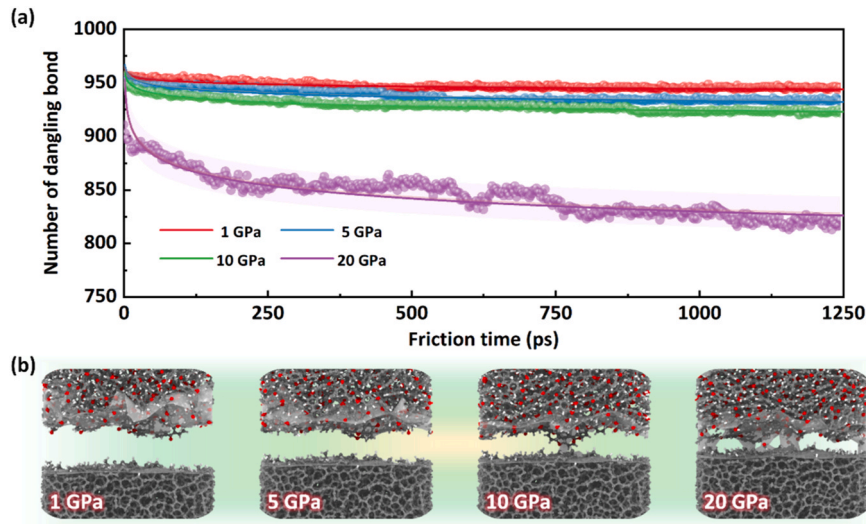 (a)
1000
950
900
850
800
750
Number of dangling bond
1 GPa
5 GPa
10 GPa
20 GPa
0
250
500
750
1000
1250
Friction time (ps)
(b)
1 GPa
5 GPa
10 GPa
20 GPa